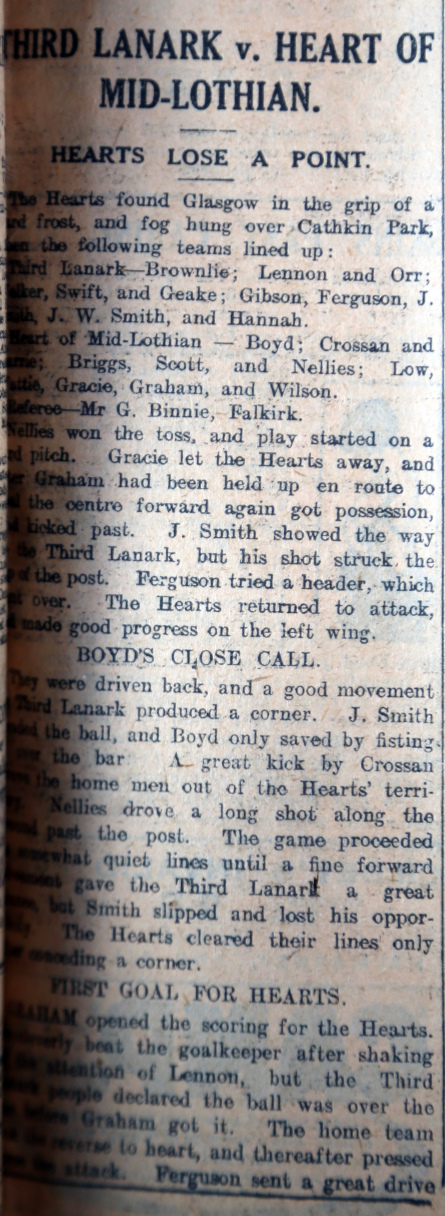 THIRD LANARK v. HEART OF
MID-LOTHIAN.
HEARTS LOSE A POINT.
The Hearts found Glasgow in the grip of a
frost, and fog hung over Cathkin Park,
the following teams lined up:
Third Lanark—Brownlie; Lennon and Orr;
Swift, and Geake; Gibson, Ferguson, J.
J. W. Smith, and Hannah.
Heart of Mid-Lothian — Boyd; Crossan and
Briggs, Scott, and Nellies; Low,
Gracie, Graham, and Wilson.
Referee—Mr G. Binnie, Falkirk.
Nellies won the toss, and play started on a
pitch. Gracie let the Hearts away, and
Graham had been held up en route to
the centre forward again got possession,
kicked past. J. Smith showed the way
Third Lanark, but his shot struck the
of the post. Ferguson tried a header, which
over. The Hearts returned to attack,
made good progress on the left wing.
BOYD'S CLOSE CALL.
They were driven back, and a good movement
Third Lanark produced a corner. J. Smith
the ball, and Boyd only saved by fisting
the bar A great kick by Crossan
the home men out of the Hearts' terri-
Nellies drove a long shot along the
past the post. The game proceeded
somewhat quiet lines until a fine forward
gave the Third Lanark a great
but Smith slipped and lost his oppor-
The Hearts cleared their lines only
conceding a corner.
FIRST GOAL FOR HEARTS.
GRAHAM opened the scoring for the Hearts.
beat the goalkeeper after shaking
attention of Lennon, but the Third
people declared the ball was over the
before Graham got it. The home team
reverse to heart, and thereafter pressed
attack. Ferguson sent a great drive